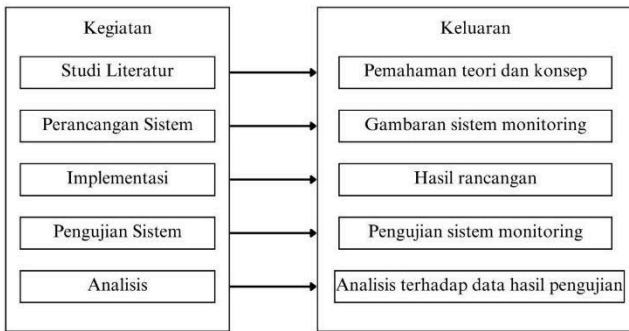 Kegiatan
Studi Literatur
Perancangan Sistem
Implementasi
Pengujian Sistem
Analisis
Keluaran
Pemahaman teori dan konsep
Gambaran sistem monitoring
Hasil rancangan
Pengujian sistem monitoring
Analisis terhadap data hasil pengujian